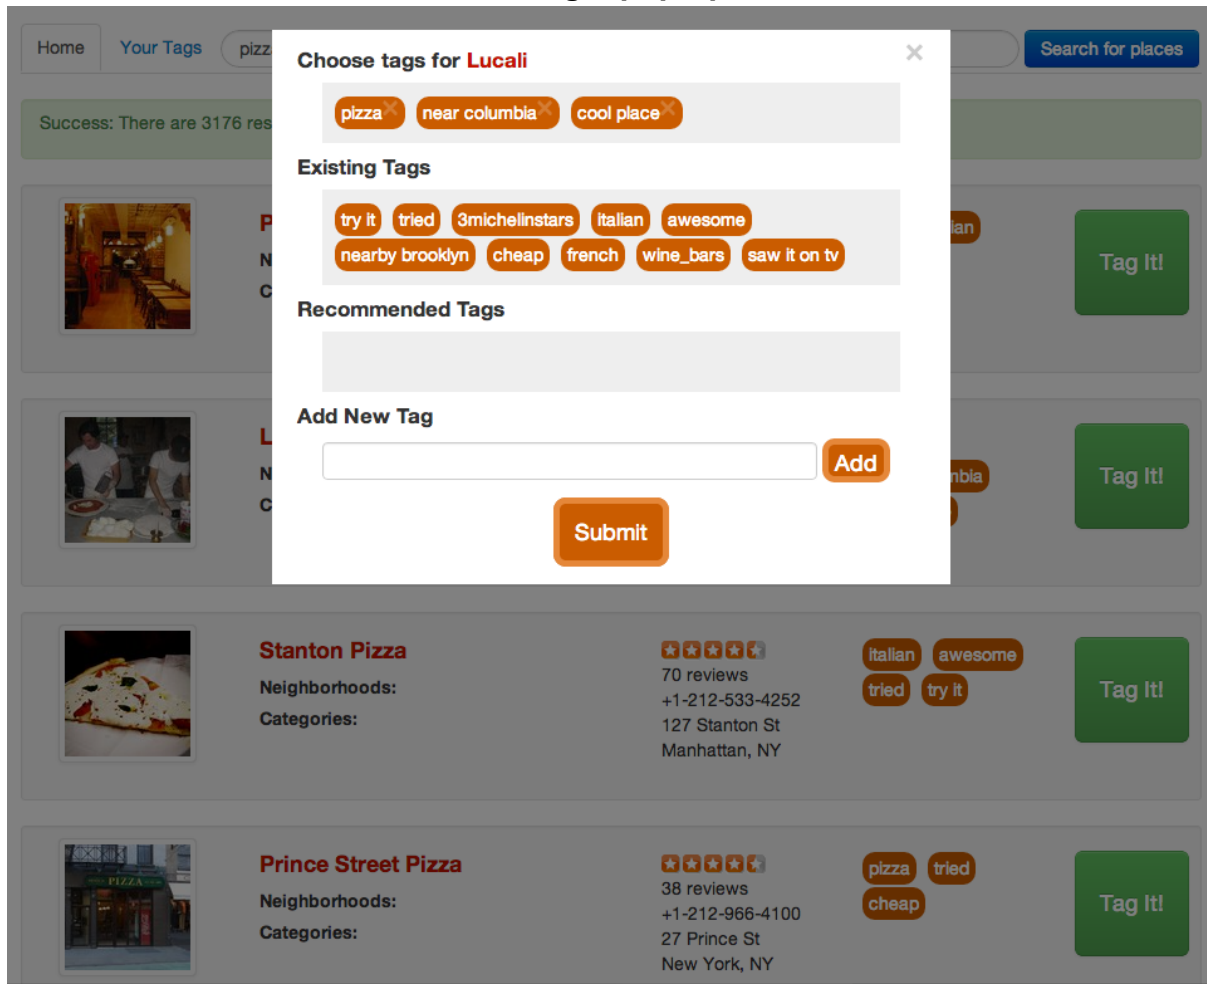 Home Your Tags pizz Search for places
Success: There are 3176 res
Choose tags for Lucali ×
pizza× near columbia× cool place×
Existing Tags
try it tried 3michelinstars italian awesome
nearby brooklyn cheap french wine_bars saw it on tv
Recommended Tags
Add New Tag
Add
Submit
P
N
C
ian
Tag It!
L
N
C
nbia
Tag It!
Stanton Pizza
Neighborhoods:
Categories:
70 reviews
+1-212-533-4252
127 Stanton St
Manhattan, NY
italian awesome
tried try it
Tag It!
PIZZA
Prince Street Pizza
Neighborhoods:
Categories:
38 reviews
+1-212-966-4100
27 Prince St
New York, NY
pizza tried
cheap
Tag It!